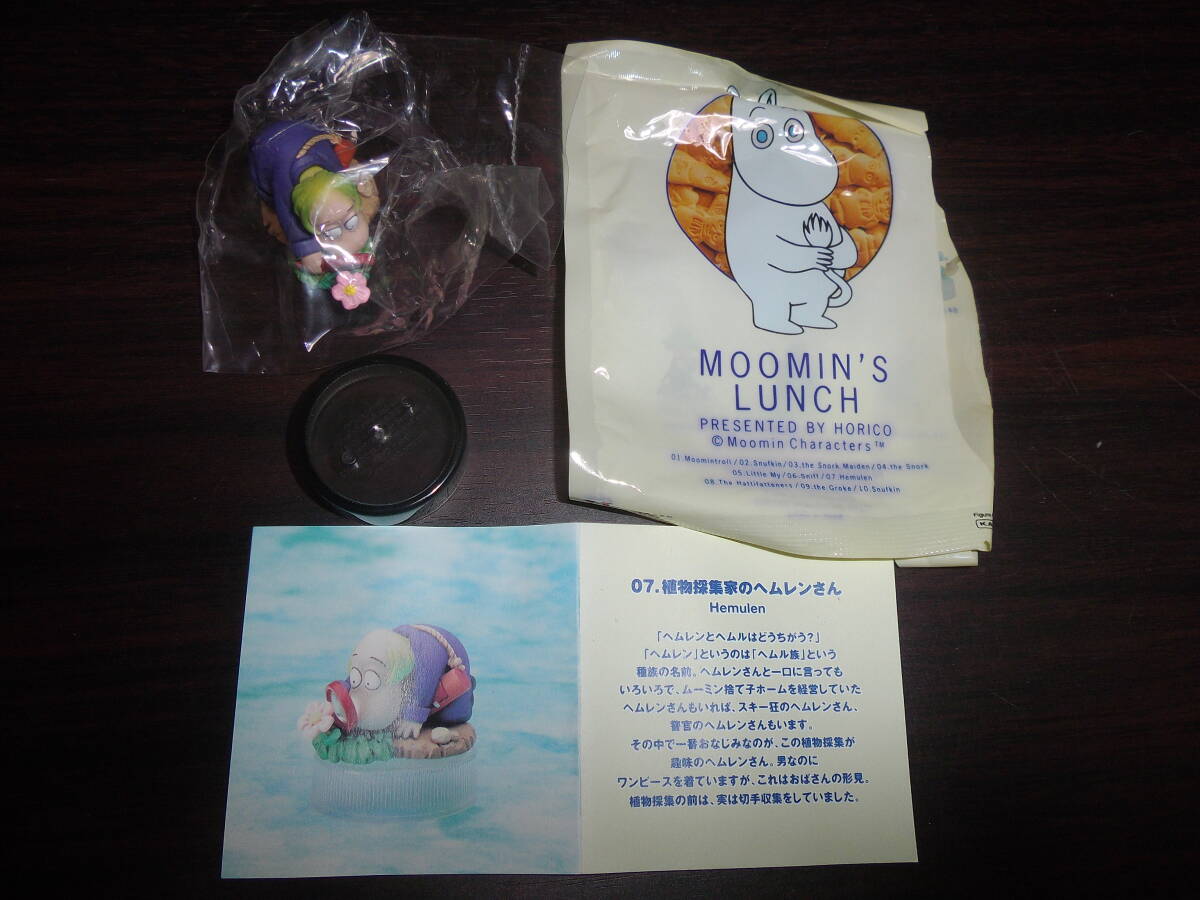 MOOMIN'S
LUNCH
PRESENTED BY HORICO
©Moomin Characters™
01.Moomintroll/02.Snufkin/03.the Snork Maiden/04.the Snork
05.Little My/06.Sniff/07.Hemulen
08.The Hattifatteners/09.the Groke/10.Snufkin
Figure
07.植物採集家のヘムレンさん
Hemulen
「ヘムレンとヘムルはどうちがう?」
「ヘムレン」というのは「ヘムル族」という
種族の名前。ヘムレンさんと一口に言っても
いろいろで、ムーミン捨て子ホームを経営していた
ヘムレンさんもいれば、スキー狂のヘムレンさん、
警官のヘムレンさんもいます。
その中で一番おなじみなのが、この植物採集が
趣味のヘムレンさん。男なのに
ワンピースを着ていますが、これはおばさんの形見。
植物採集の前は、実は切手収集をしていました。